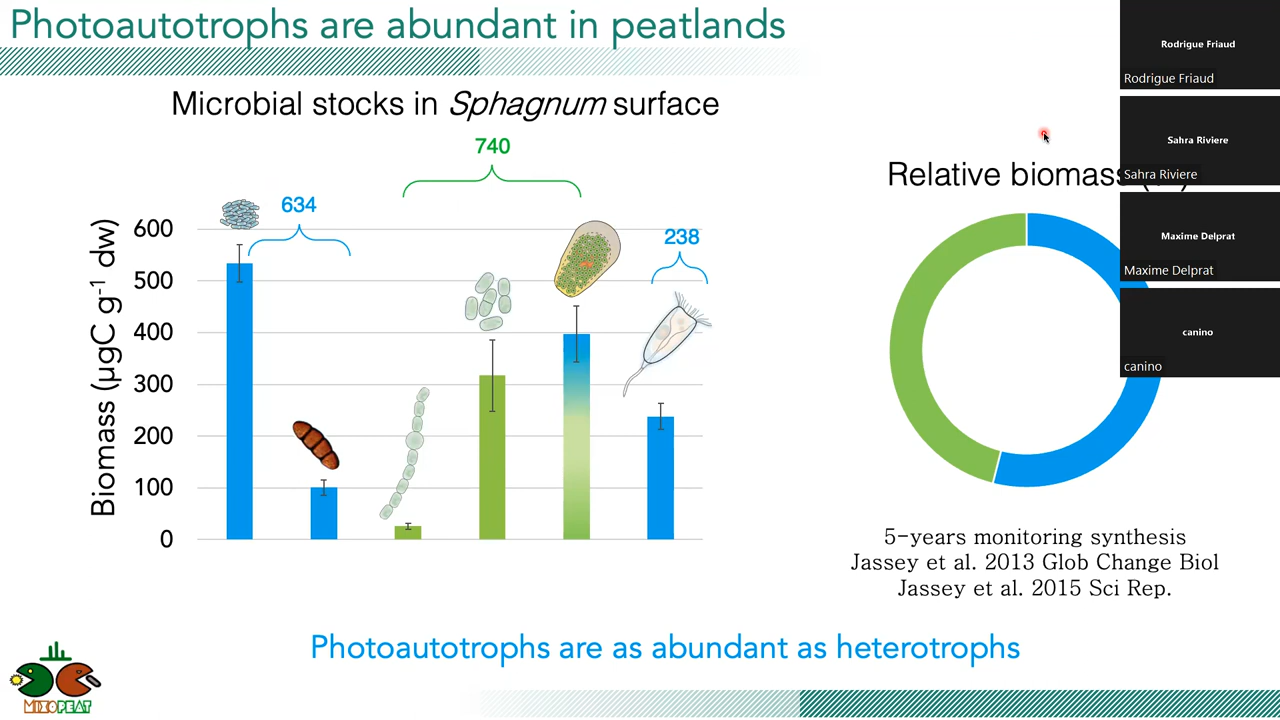 Photoautotrophs are abundant in peatlands
Microbial stocks in Sphagnum surface
740
634
238
Biomass (µgC g-1 dw)
600
500
400
300
200
100
0
Relative biomass
5-years monitoring synthesis
Jassey et al. 2013 Glob Change Biol
Jassey et al. 2015 Sci Rep.
Photoautotrophs are as abundant as heterotrophs
MIXOPEAT
Rodrigue Friaud
Rodrigue Friaud
Sahra Riviere
Sahra Riviere
Maxime Delprat
Maxime Delprat
canino
canino